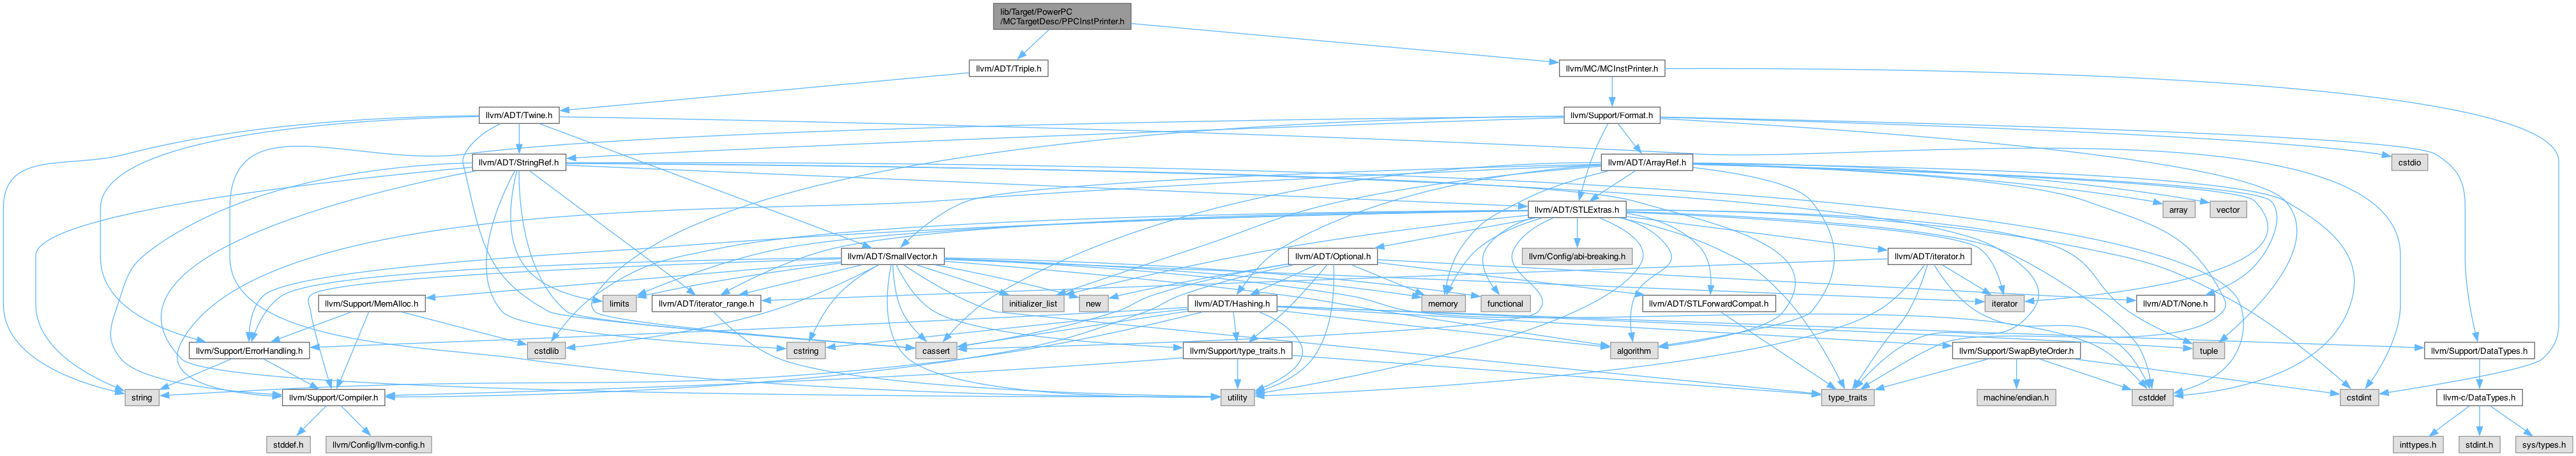 lib/Target/PowerPC
/MCTargetDesc/PPCInstPrinter.h
llvm/ADT/Triple.h
llvm/MC/MCInstPrinter.h
llvm/ADT/Twine.h
llvm/Support/Format.h
llvm/ADT/StringRef.h
llvm/ADT/ArrayRef.h
cstdio
llvm/ADT/STLExtras.h
array
vector
llvm/ADT/SmallVector.h
llvm/Config/abi-breaking.h
llvm/ADT/Optional.h
llvm/ADT/iterator.h
llvm/Support/MemAlloc.h
limits
llvm/ADT/iterator_range.h
initializer_list
new
llvm/ADT/Hashing.h
memory
functional
llvm/ADT/STLForwardCompat.h
iterator
llvm/ADT/None.h
llvm/Support/ErrorHandling.h
cstdlib
cstring
cassert
llvm/Support/type_traits.h
algorithm
llvm/Support/SwapByteOrder.h
tuple
llvm/Support/DataTypes.h
string
llvm/Support/Compiler.h
utility
type_traits
machine/endian.h
cstddef
cstdint
llvm-c/DataTypes.h
stddef.h
llvm/Config/llvm-config.h
inttypes.h
stdint.h
sys/types.h